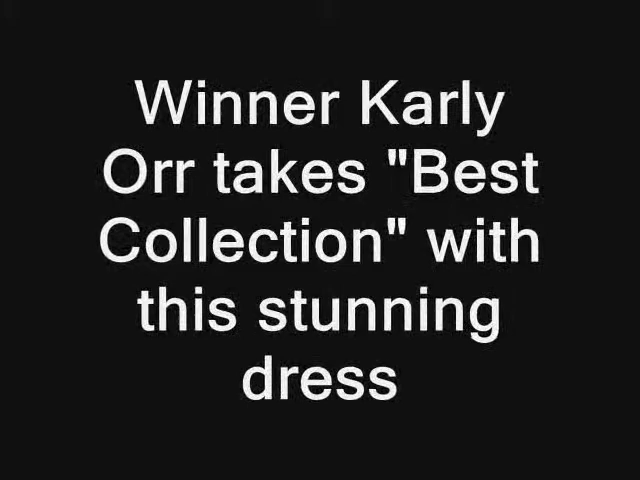 Winner Karly
Orr takes "Best
Collection" with
this stunning
dress